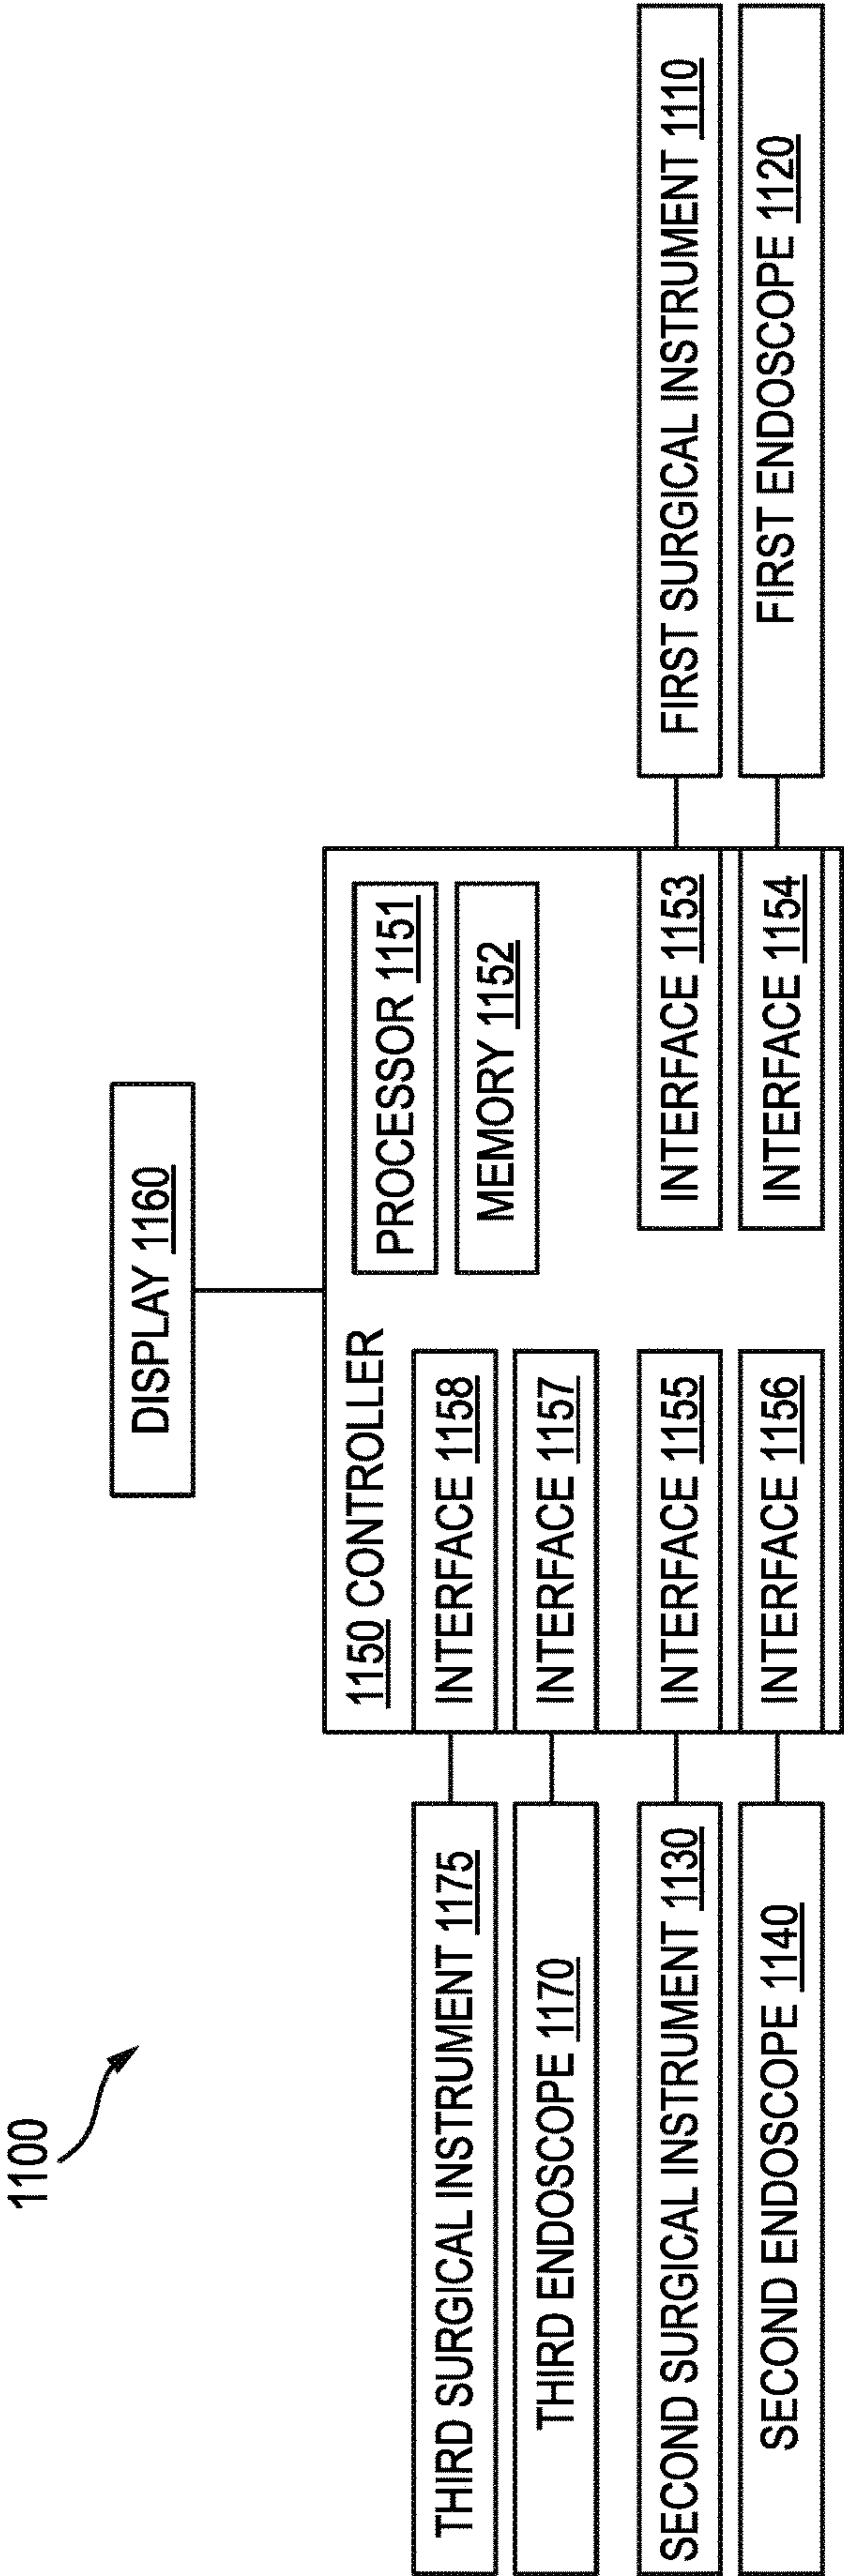 1100
DISPLAY 1160
1150 CONTROLLER
PROCESSOR 1151
MEMORY 1152
THIRD SURGICAL INSTRUMENT 1175
INTERFACE 1158
THIRD ENDOSCOPE 1170
INTERFACE 1157
SECOND SURGICAL INSTRUMENT 1130
INTERFACE 1155
INTERFACE 1153
FIRST SURGICAL INSTRUMENT 1110
SECOND ENDOSCOPE 1140
INTERFACE 1156
INTERFACE 1154
FIRST ENDOSCOPE 1120